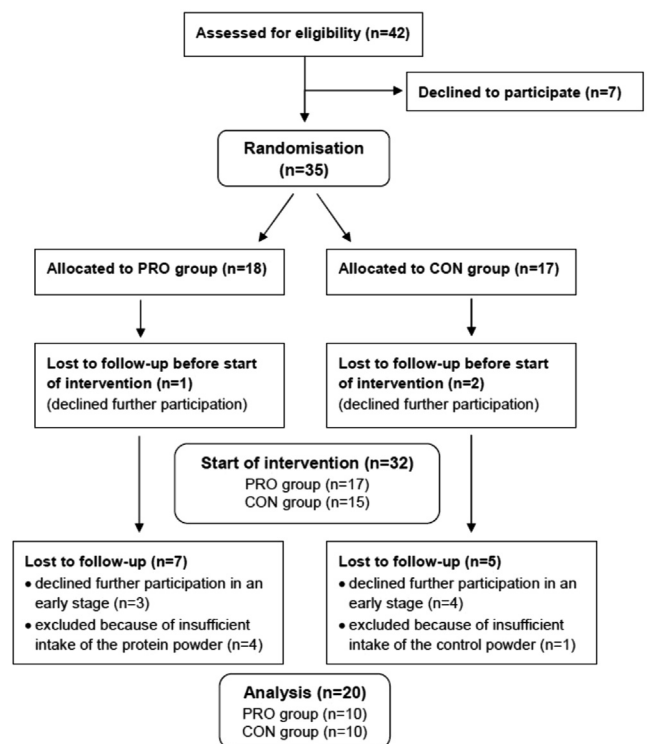 Assessed for eligibility (n=42)
Declined to participate (n=7)
Randomisation
(n=35)
Allocated to PRO group (n=18)
Allocated to CON group (n=17)
Lost to follow-up before start
of intervention (n=1)
(declined further participation)
Lost to follow-up before start
of intervention (n=2)
(declined further participation)
Start of intervention (n=32)
PRO group (n=17)
CON group (n=15)
Lost to follow-up (n=7)
• declined further participation in an
early stage (n=3)
• excluded because of insufficient
intake of the protein powder (n=4)
Lost to follow-up (n=5)
• declined further participation in an
early stage (n=4)
• excluded because of insufficient
intake of the control powder (n=1)
Analysis (n=20)
PRO group (n=10)
CON group (n=10)